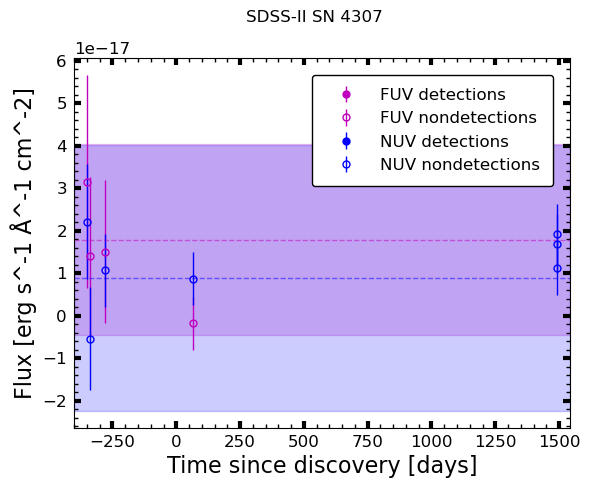 SDSS-II SN 4307
1e−17
6
5
4
3
2
1
0
−1
−2
Flux [erg s^-1 Å^-1 cm^-2]
FUV detections
FUV nondetections
NUV detections
NUV nondetections
−250 0 250 500 750 1000 1250 1500
Time since discovery [days]